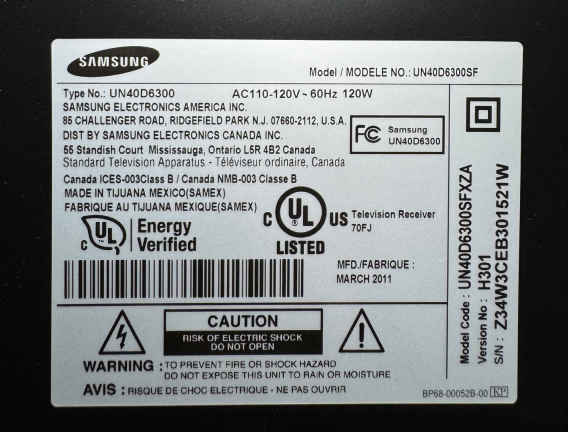 SAMSUNG
Model / MODELE NO.: UN40D6300SF
Type No.: UN40D6300 AC110-120V ~ 60Hz 120W
SAMSUNG ELECTRONICS AMERICA INC.
85 CHALLENGER ROAD, RIDGEFIELD PARK N.J. 07660-2112, U.S.A.
DIST BY SAMSUNG ELECTRONICS CANADA INC.
55 Standish Court Mississauga, Ontario L5R 4B2 Canada
Standard Television Apparatus - Téléviseur ordinaire, Canada
FC Samsung
UN40D6300
Canada ICES-003Class B / Canada NMB-003 Classe B
MADE IN TIJUANA MEXICO(SAMEX)
FABRIQUE AU TIJUANA MEXIQUE(SAMEX)
C UL Energy
Verified
C UL US
LISTED
Television Receiver
70FJ
MFD./FABRIQUE :
MARCH 2011
CAUTION
RISK OF ELECTRIC SHOCK
DO NOT OPEN
WARNING : TO PREVENT FIRE OR SHOCK HAZARD
DO NOT EXPOSE THIS UNIT TO RAIN OR MOISTURE
AVIS : RISQUE DE CHOC ELECTRIQUE - NE PAS OUVRIR
BP68-00052B-00 KP
Model Code : UN40D6300SFXZA
Version No : H301
S/N : Z34W3CEB301521W